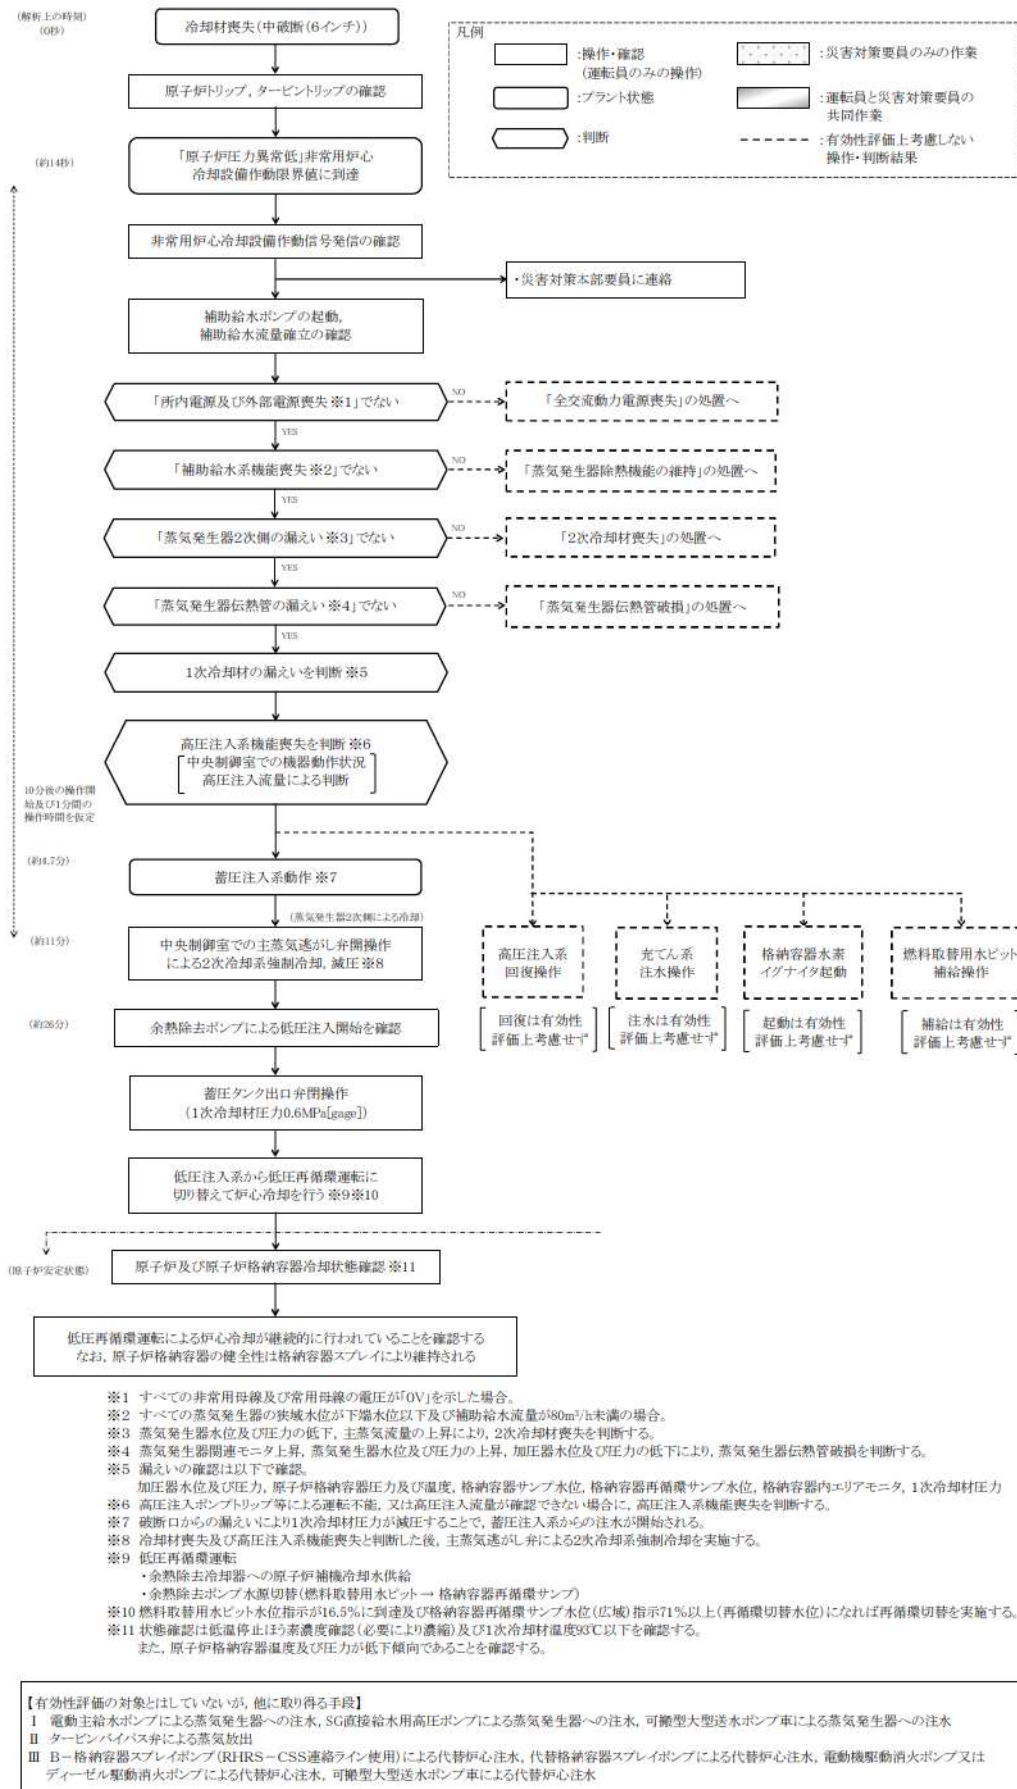 (解析上の時刻)
(0秒)
冷却材喪失(中破断(6インチ))
原子炉トリップ，タービントリップの確認
(約14秒)
「原子炉圧力異常低」非常用炉心
冷却設備作動限界値に到達
非常用炉心冷却設備作動信号発信の確認
・災害対策本部要員に連絡
補助給水ポンプの起動，
補助給水流量確立の確認
「所内電源及び外部電源喪失※1」でない
NO
「全交流動力電源喪失」の処置へ
YES
「補助給水系機能喪失※2」でない
NO
「蒸気発生器除熱機能の維持」の処置へ
YES
「蒸気発生器2次側の漏えい※3」でない
NO
「2次冷却材喪失」の処置へ
YES
「蒸気発生器伝熱管の漏えい※4」でない
NO
「蒸気発生器伝熱管破損」の処置へ
YES
1次冷却材の漏えいを判断※5
高圧注入系機能喪失を判断※6
中央制御室での機器動作状況
高圧注入流量による判断
10分後の操作開
始及び1分間の
操作時間を仮定
(約4.7分)
蓄圧注入系動作※7
(蒸気発生器2次側による冷却)
(約11分)
中央制御室での主蒸気逃がし弁開操作
による2次冷却系強制冷却，減圧※8
(約26分)
余熱除去ポンプによる低圧注入開始を確認
蓄圧タンク出口弁閉操作
(1次冷却材圧力0.6MPa[gage])
低圧注入系から低圧再循環運転に
切り替えて炉心冷却を行う※9※10
(原子炉安定状態)
原子炉及び原子炉格納容器冷却状態確認※11
低圧再循環運転による炉心冷却が継続的に行われていることを確認する
なお，原子炉格納容器の健全性は格納容器スプレイにより維持される
凡例
:操作・確認
(運転員のみの操作)
:プラント状態
:判断
:災害対策要員のみの作業
:運転員と災害対策要員の
共同作業
:有効性評価上考慮しない
操作・判断結果
高圧注入系
回復操作
回復は有効性
評価上考慮せず
充てん系
注水操作
注水は有効性
評価上考慮せず
格納容器水素
イグナイタ起動
起動は有効性
評価上考慮せず
燃料取替用水ピット
補給操作
補給は有効性
評価上考慮せず
※1 すべての非常用母線及び常用母線の電圧が「0V」を示した場合。
※2 すべての蒸気発生器の狭域水位が下端水位以下及び補助給水流量が80m³/h未満の場合。
※3 蒸気発生器水位及び圧力の低下，主蒸気流量の上昇により，2次冷却材喪失を判断する。
※4 蒸気発生器関連モニタ上昇，蒸気発生器水位及び圧力の上昇，加圧器水位及び圧力の低下により，蒸気発生器伝熱管破損を判断する。
※5 漏えいの確認は以下で確認。
加圧器水位及び圧力，原子炉格納容器圧力及び温度，格納容器サンプ水位，格納容器再循環サンプ水位，格納容器内エリアモニタ，1次冷却材圧力
※6 高圧注入ポンプトリップ等による運転不能，又は高圧注入流量が確認できない場合に，高圧注入系機能喪失を判断する。
※7 破断口からの漏えいにより1次冷却材圧力が減圧することで，蓄圧注入系からの注水が開始される。
※8 冷却材喪失及び高圧注入系機能喪失と判断した後，主蒸気逃がし弁による2次冷却系強制冷却を実施する。
※9 低圧再循環運転
・余熱除去冷却器への原子炉補機冷却水供給
・余熱除去ポンプ水源切替(燃料取替用水ピット→格納容器再循環サンプ)
※10 燃料取替用水ピット水位指示が16.5%に到達及び格納容器再循環サンプ水位(広域)指示71%以上(再循環切替水位)になれば再循環切替を実施する。
※11 状態確認は低温停止ほう素濃度確認(必要により濃縮)及び1次冷却材温度93℃以下を確認する。
また，原子炉格納容器温度及び圧力が低下傾向であることを確認する。
【有効性評価の対象とはしていないが，他に取り得る手段】
Ⅰ 電動主給水ポンプによる蒸気発生器への注水，SG直接給水用高圧ポンプによる蒸気発生器への注水，可搬型大型送水ポンプ車による蒸気発生器への注水
Ⅱ タービンバイパス弁による蒸気放出
Ⅲ B－格納容器スプレイポンプ(RHRS－CSS連絡ライン使用)による代替炉心注水，代替格納容器スプレイポンプによる代替炉心注水，電動機駆動消火ポンプ又は
ディーゼル駆動消火ポンプによる代替炉心注水，可搬型大型送水ポンプ車による代替炉心注水